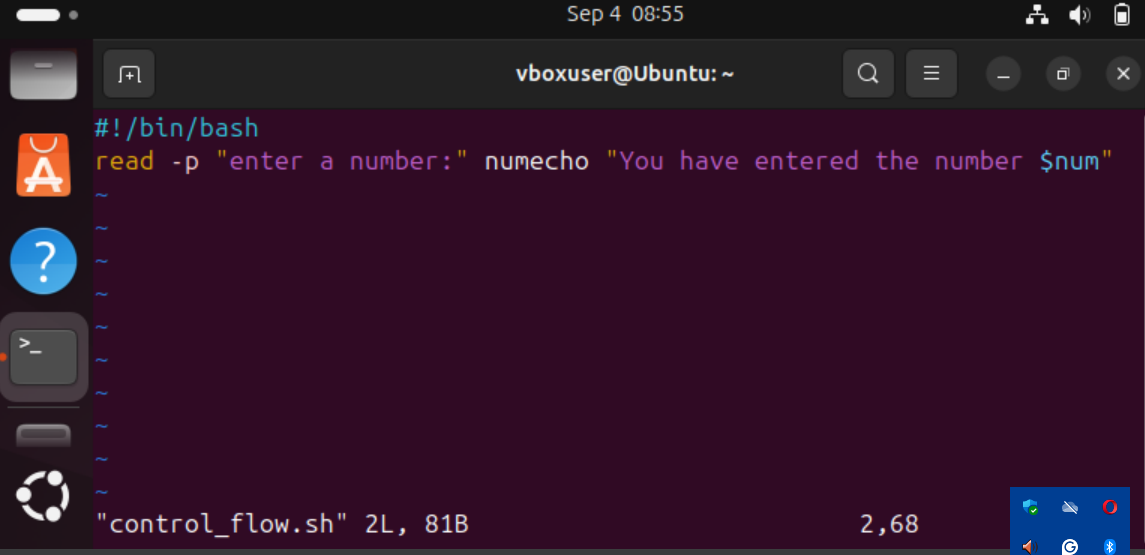 Sep 4 08:55
vboxuser@Ubuntu: ~
#!/bin/bash
read -p "enter a number:" numecho "You have entered the number $num"
~
~
~
~
~
~
~
~
~
~
"control_flow.sh" 2L, 81B 2,68